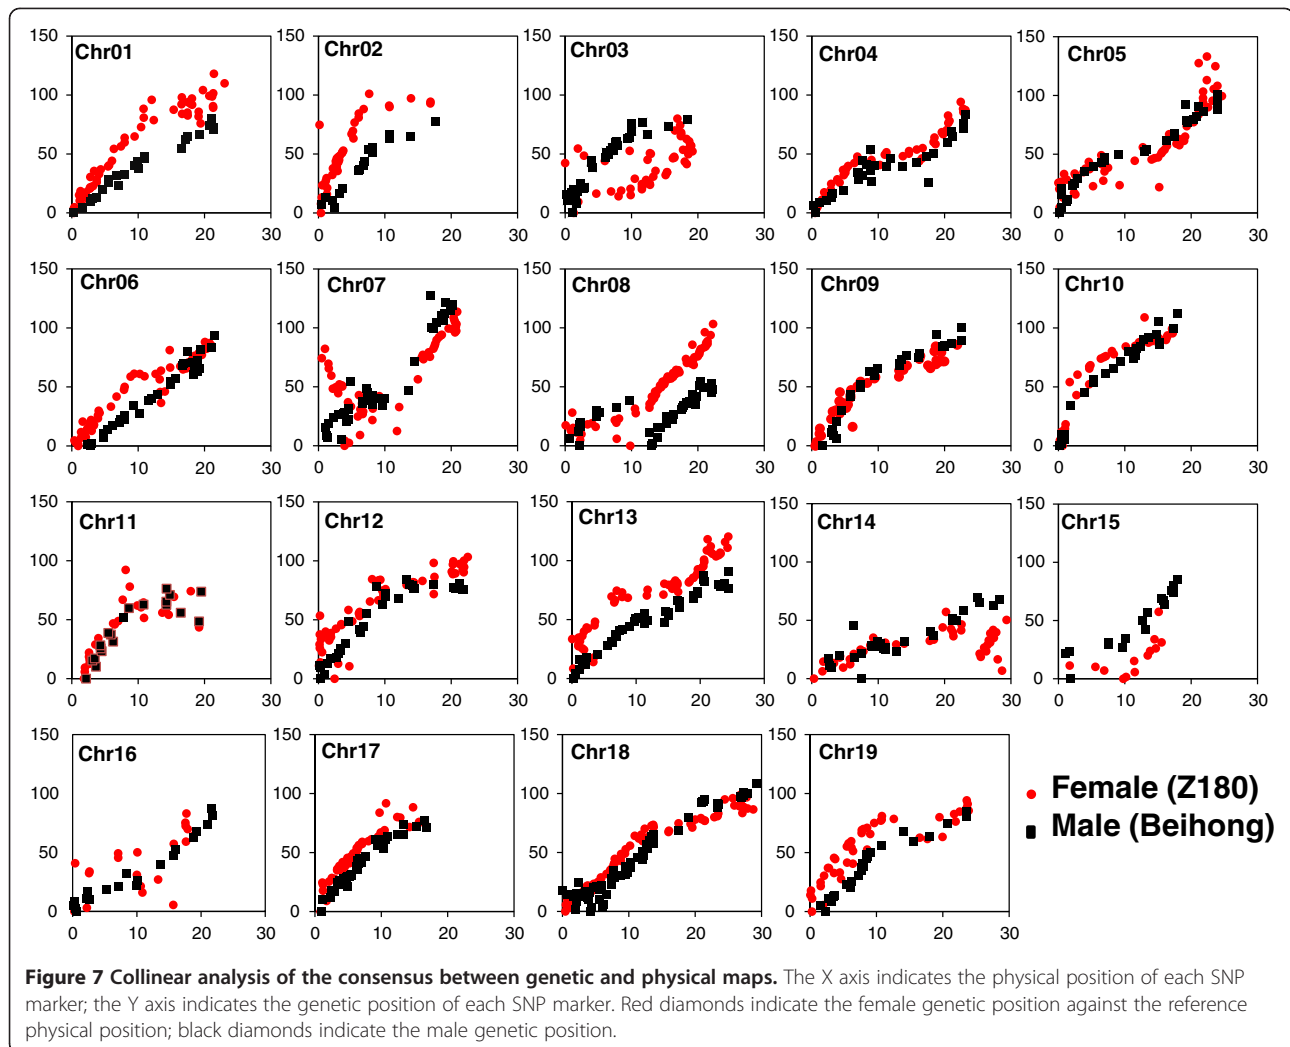 Chr01 Chr02 Chr03 Chr04 Chr05
150 150 150 150 150
100 100 100 100 100
50 50 50 50 50
0 0 0 0 0
0 10 20 30 0 10 20 30 0 10 20 30 0 10 20 30 0 10 20 30
Chr06 Chr07 Chr08 Chr09 Chr10
150 150 150 150 150
100 100 100 100 100
50 50 50 50 50
0 0 0 0 0
0 10 20 30 0 10 20 30 0 10 20 30 0 10 20 30 0 10 20 30
Chr11 Chr12 Chr13 Chr14 Chr15
150 150 150 150 150
100 100 100 100 100
50 50 50 50 50
0 0 0 0 0
0 10 20 30 0 10 20 30 0 10 20 30 0 10 20 30 0 10 20 30
Chr16 Chr17 Chr18 Chr19
150 150 150 150
100 100 100 100
50 50 50 50
0 0 0 0
0 10 20 30 0 10 20 30 0 10 20 30 0 10 20 30
Female (Z180)
Male (Beihong)
Figure 7 Collinear analysis of the consensus between genetic and physical maps. The X axis indicates the physical position of each SNP
marker; the Y axis indicates the genetic position of each SNP marker. Red diamonds indicate the female genetic position against the reference
physical position; black diamonds indicate the male genetic position.